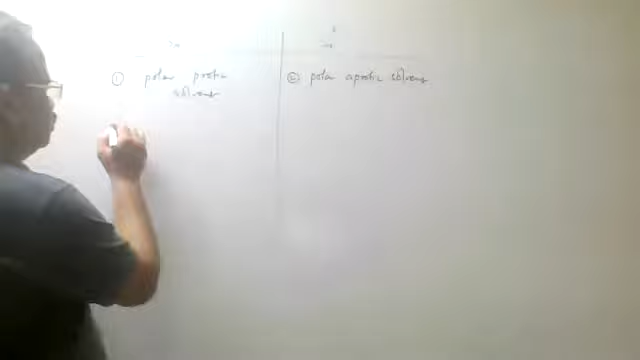 ① polar protic
solvent
② polar aprotic solvent